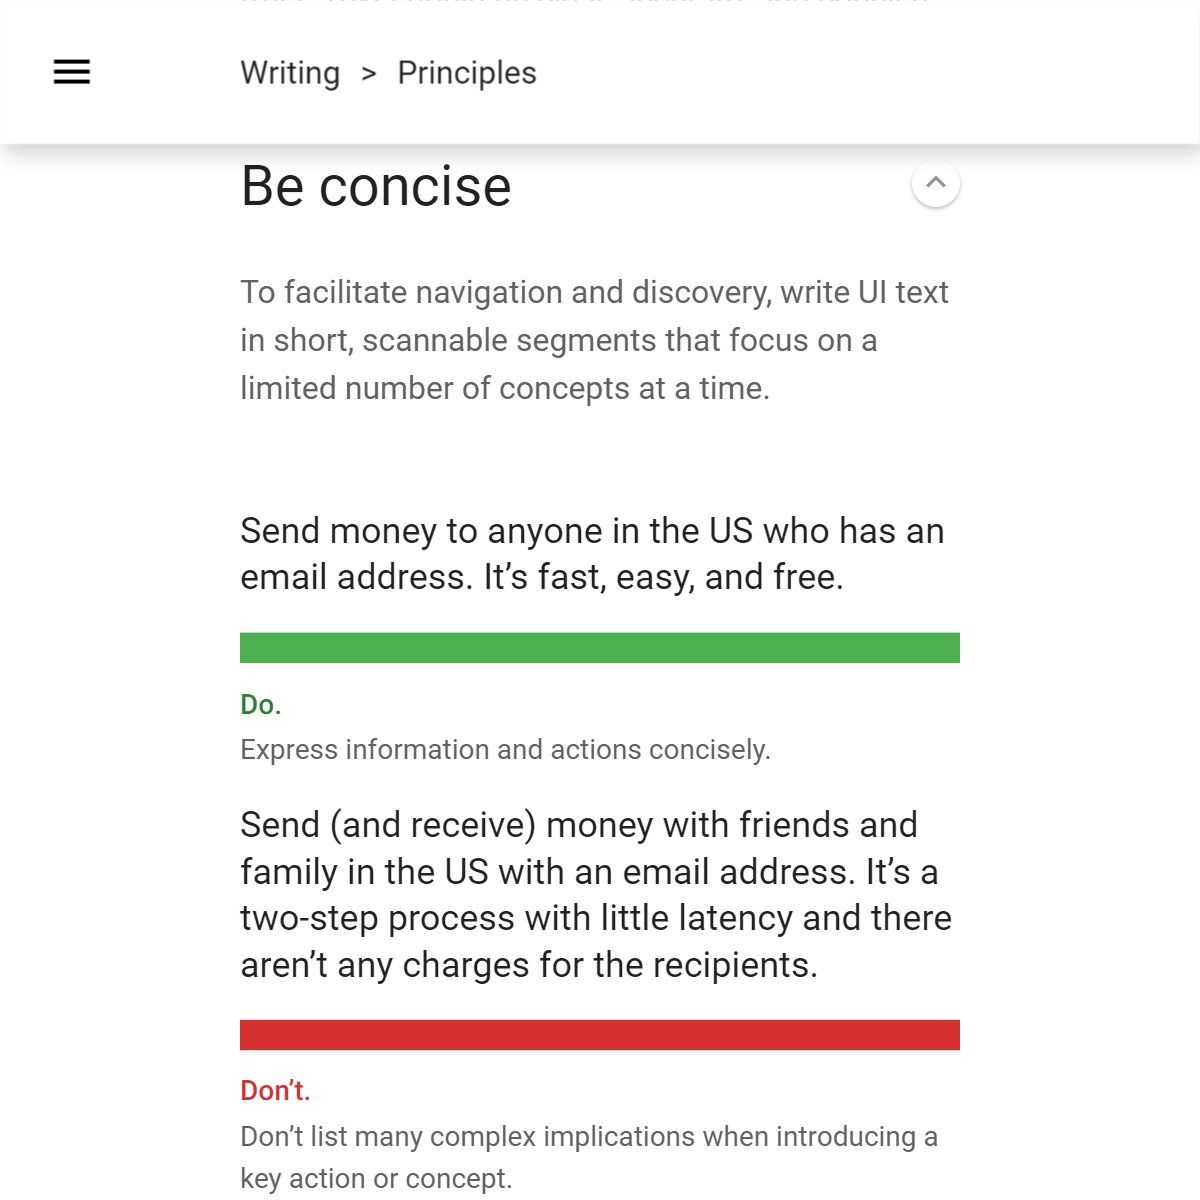 Writing > Principles
Be concise
To facilitate navigation and discovery, write UI text
in short, scannable segments that focus on a
limited number of concepts at a time.
Send money to anyone in the US who has an
email address. It’s fast, easy, and free.
Do.
Express information and actions concisely.
Send (and receive) money with friends and
family in the US with an email address. It’s a
two-step process with little latency and there
aren’t any charges for the recipients.
Don’t.
Don’t list many complex implications when introducing a
key action or concept.